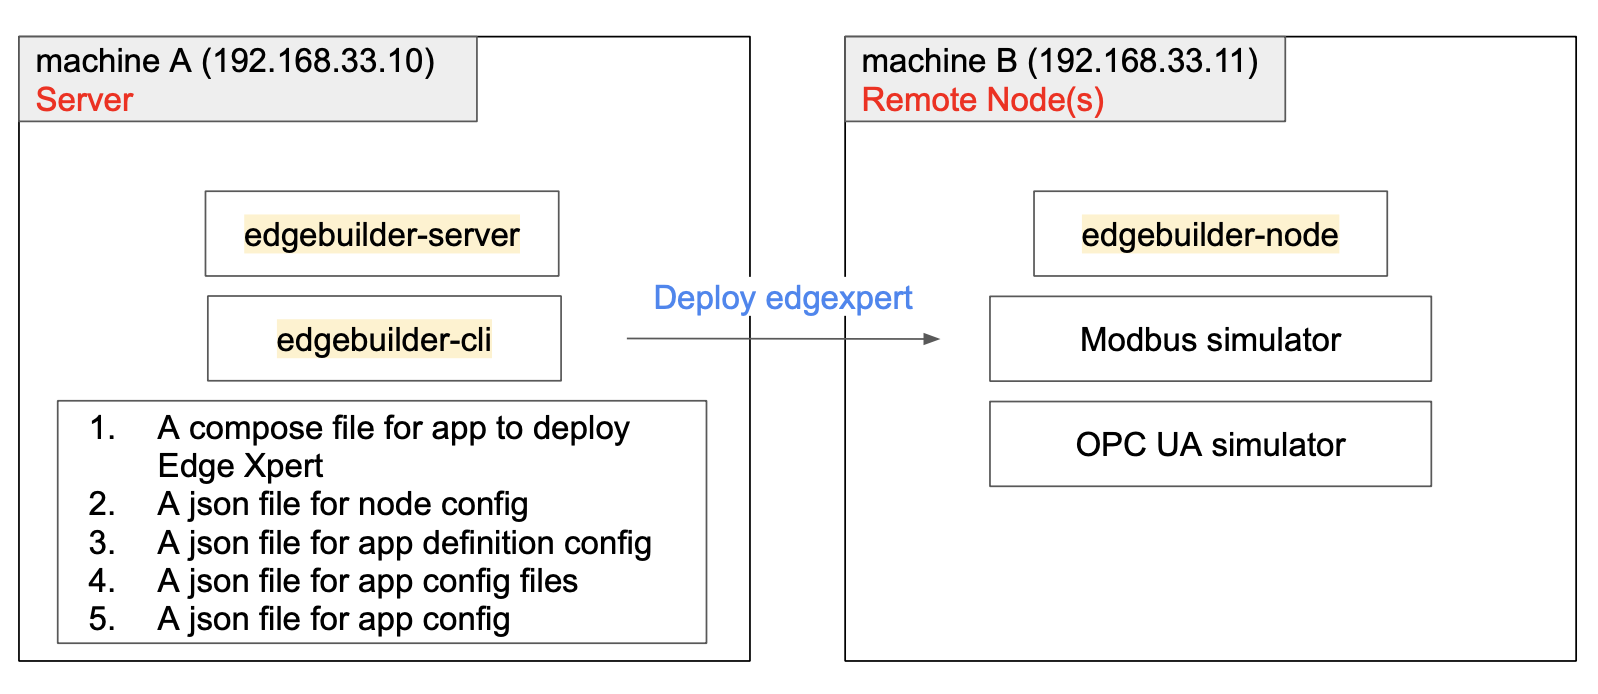 machine A (192.168.33.10)
Server
edgebuilder-server
edgebuilder-cli
1. A compose file for app to deploy
Edge Xpert
2. A json file for node config
3. A json file for app definition config
4. A json file for app config files
5. A json file for app config
Deploy edgexpert
machine B (192.168.33.11)
Remote Node(s)
edgebuilder-node
Modbus simulator
OPC UA simulator